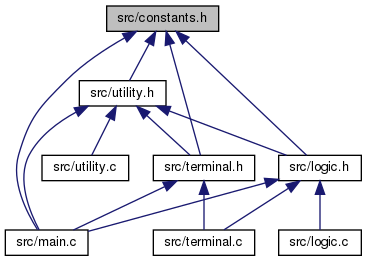 src/constants.h
src/utility.h
src/utility.c
src/terminal.h
src/logic.h
src/main.c
src/terminal.c
src/logic.c